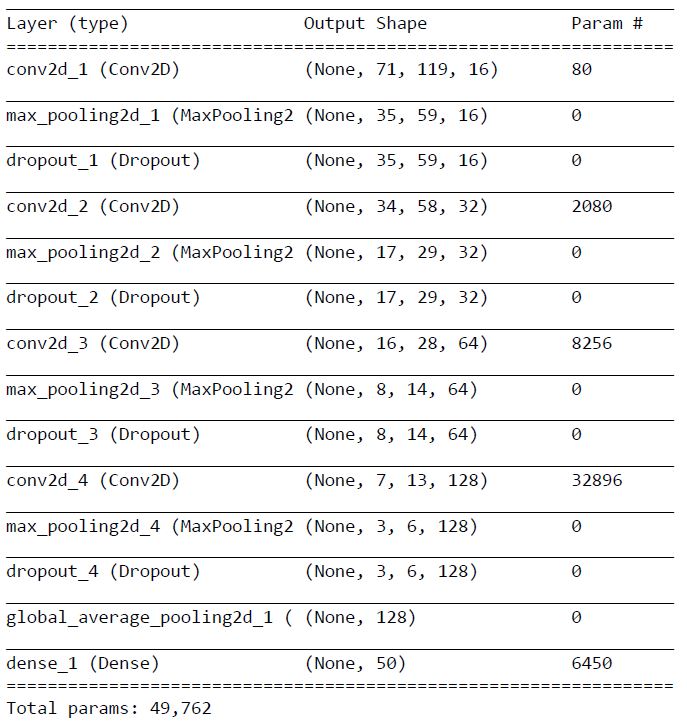 Layer (type) Output Shape Param #
=================================================================
conv2d_1 (Conv2D) (None, 71, 119, 16) 80
max_pooling2d_1 (MaxPooling2 (None, 35, 59, 16) 0
dropout_1 (Dropout) (None, 35, 59, 16) 0
conv2d_2 (Conv2D) (None, 34, 58, 32) 2080
max_pooling2d_2 (MaxPooling2 (None, 17, 29, 32) 0
dropout_2 (Dropout) (None, 17, 29, 32) 0
conv2d_3 (Conv2D) (None, 16, 28, 64) 8256
max_pooling2d_3 (MaxPooling2 (None, 8, 14, 64) 0
dropout_3 (Dropout) (None, 8, 14, 64) 0
conv2d_4 (Conv2D) (None, 7, 13, 128) 32896
max_pooling2d_4 (MaxPooling2 (None, 3, 6, 128) 0
dropout_4 (Dropout) (None, 3, 6, 128) 0
global_average_pooling2d_1 ( (None, 128) 0
dense_1 (Dense) (None, 50) 6450
=================================================================
Total params: 49,762